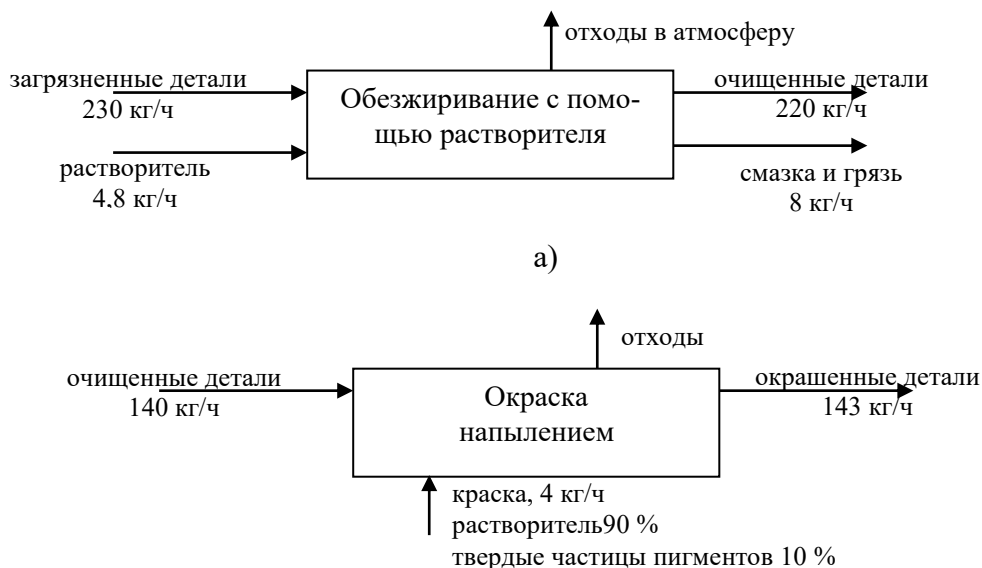 отходы в атмосферу
загрязненные детали
230 кг/ч
растворитель
4,8 кг/ч
Обезжиривание с помо-
щью растворителя
очищенные детали
220 кг/ч
смазка и грязь
8 кг/ч
а)
отходы
очищенные детали
140 кг/ч
Окраска
напылением
окрашенные детали
143 кг/ч
краска, 4 кг/ч
растворитель90 %
твердые частицы пигментов 10 %